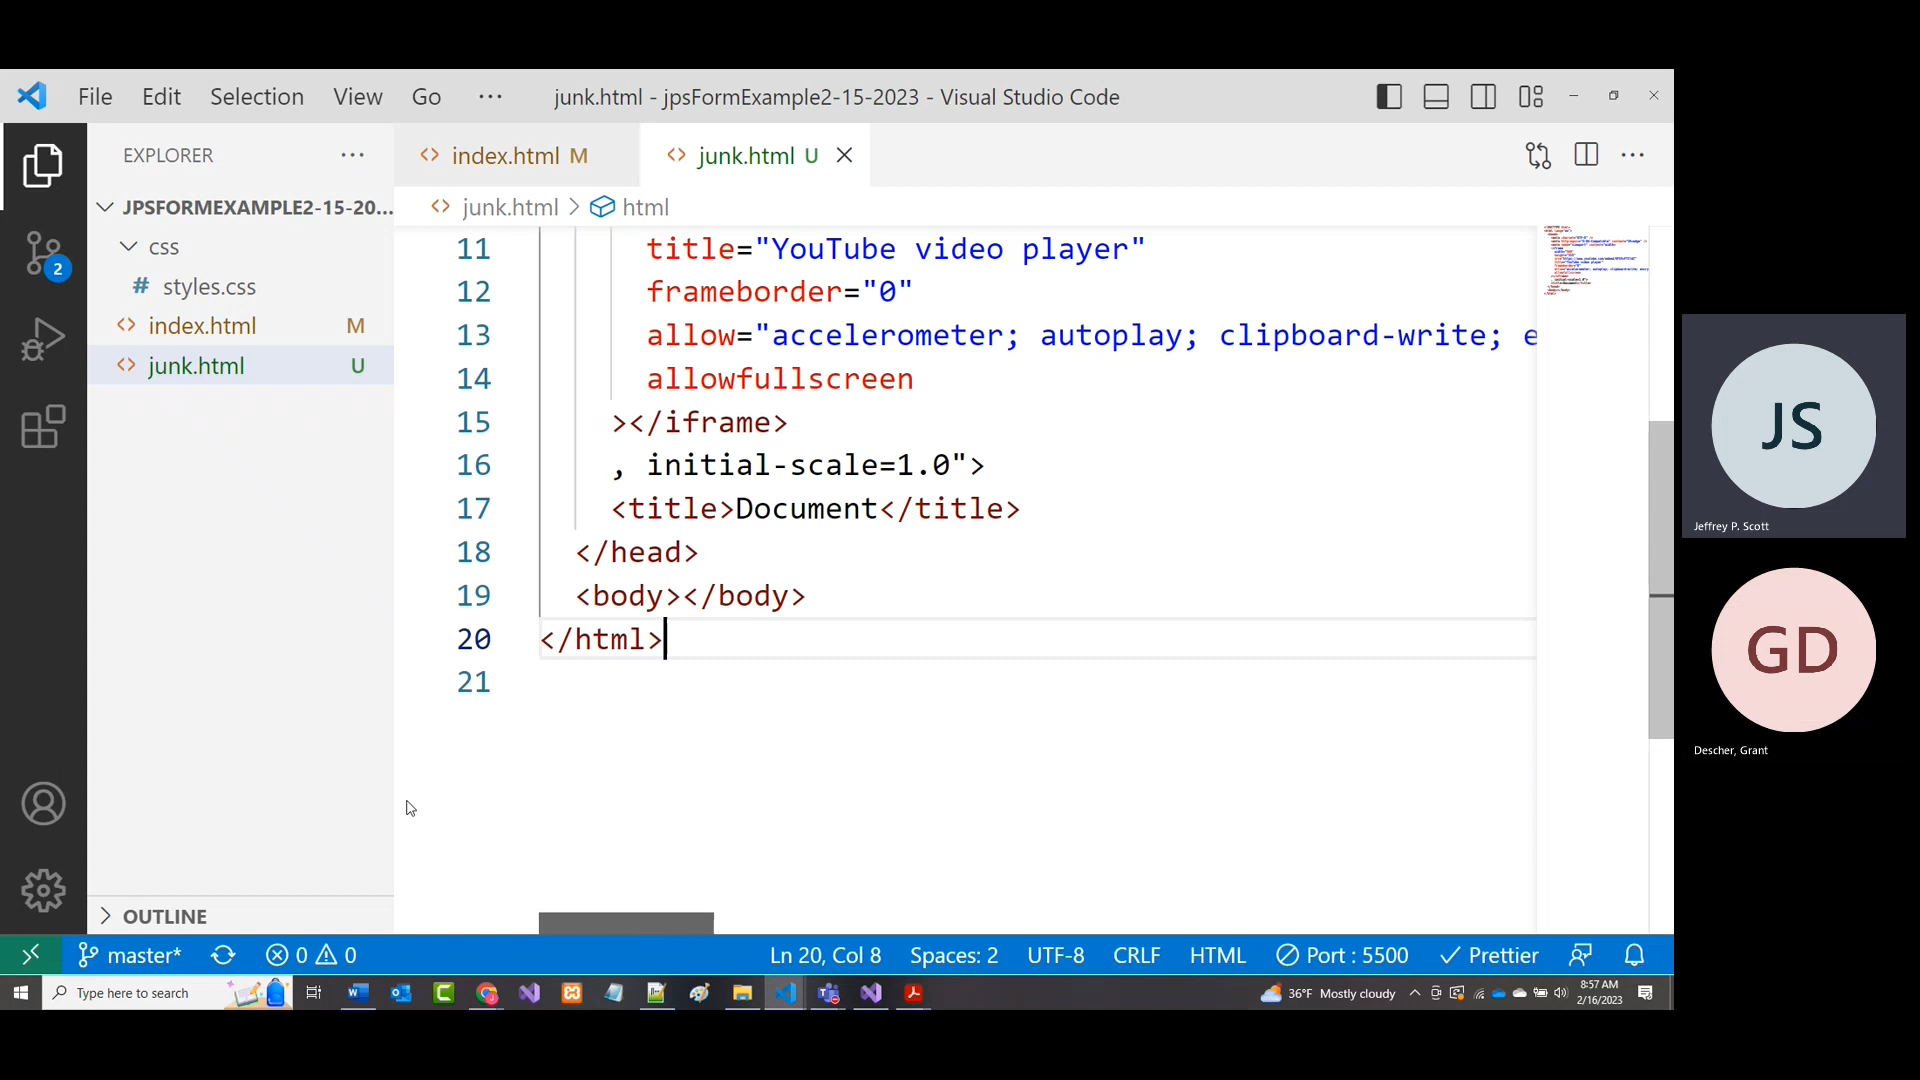 File Edit Selection View Go ··· junk.html - jpsFormExample2-15-2023 - Visual Studio Code
EXPLORER ···
index.html M
junk.html U
JPSFORMEXAMPLE2-15-20...
css
# styles.css
index.html M
junk.html U
2
junk.html > html
11 title="YouTube video player"
12 frameborder="0"
13 allow="accelerometer; autoplay; clipboard-write; e
14 allowfullscreen
15 ></iframe>
16 , initial-scale=1.0">
17 <title>Document</title>
18 </head>
19 <body></body>
20 </html>
21
OUTLINE
master* 0 0 Ln 20, Col 8 Spaces: 2 UTF-8 CRLF HTML Port : 5500 Prettier
Type here to search
36°F Mostly cloudy
8:57 AM
2/16/2023
JS
Jeffrey P. Scott
GD
Descher, Grant